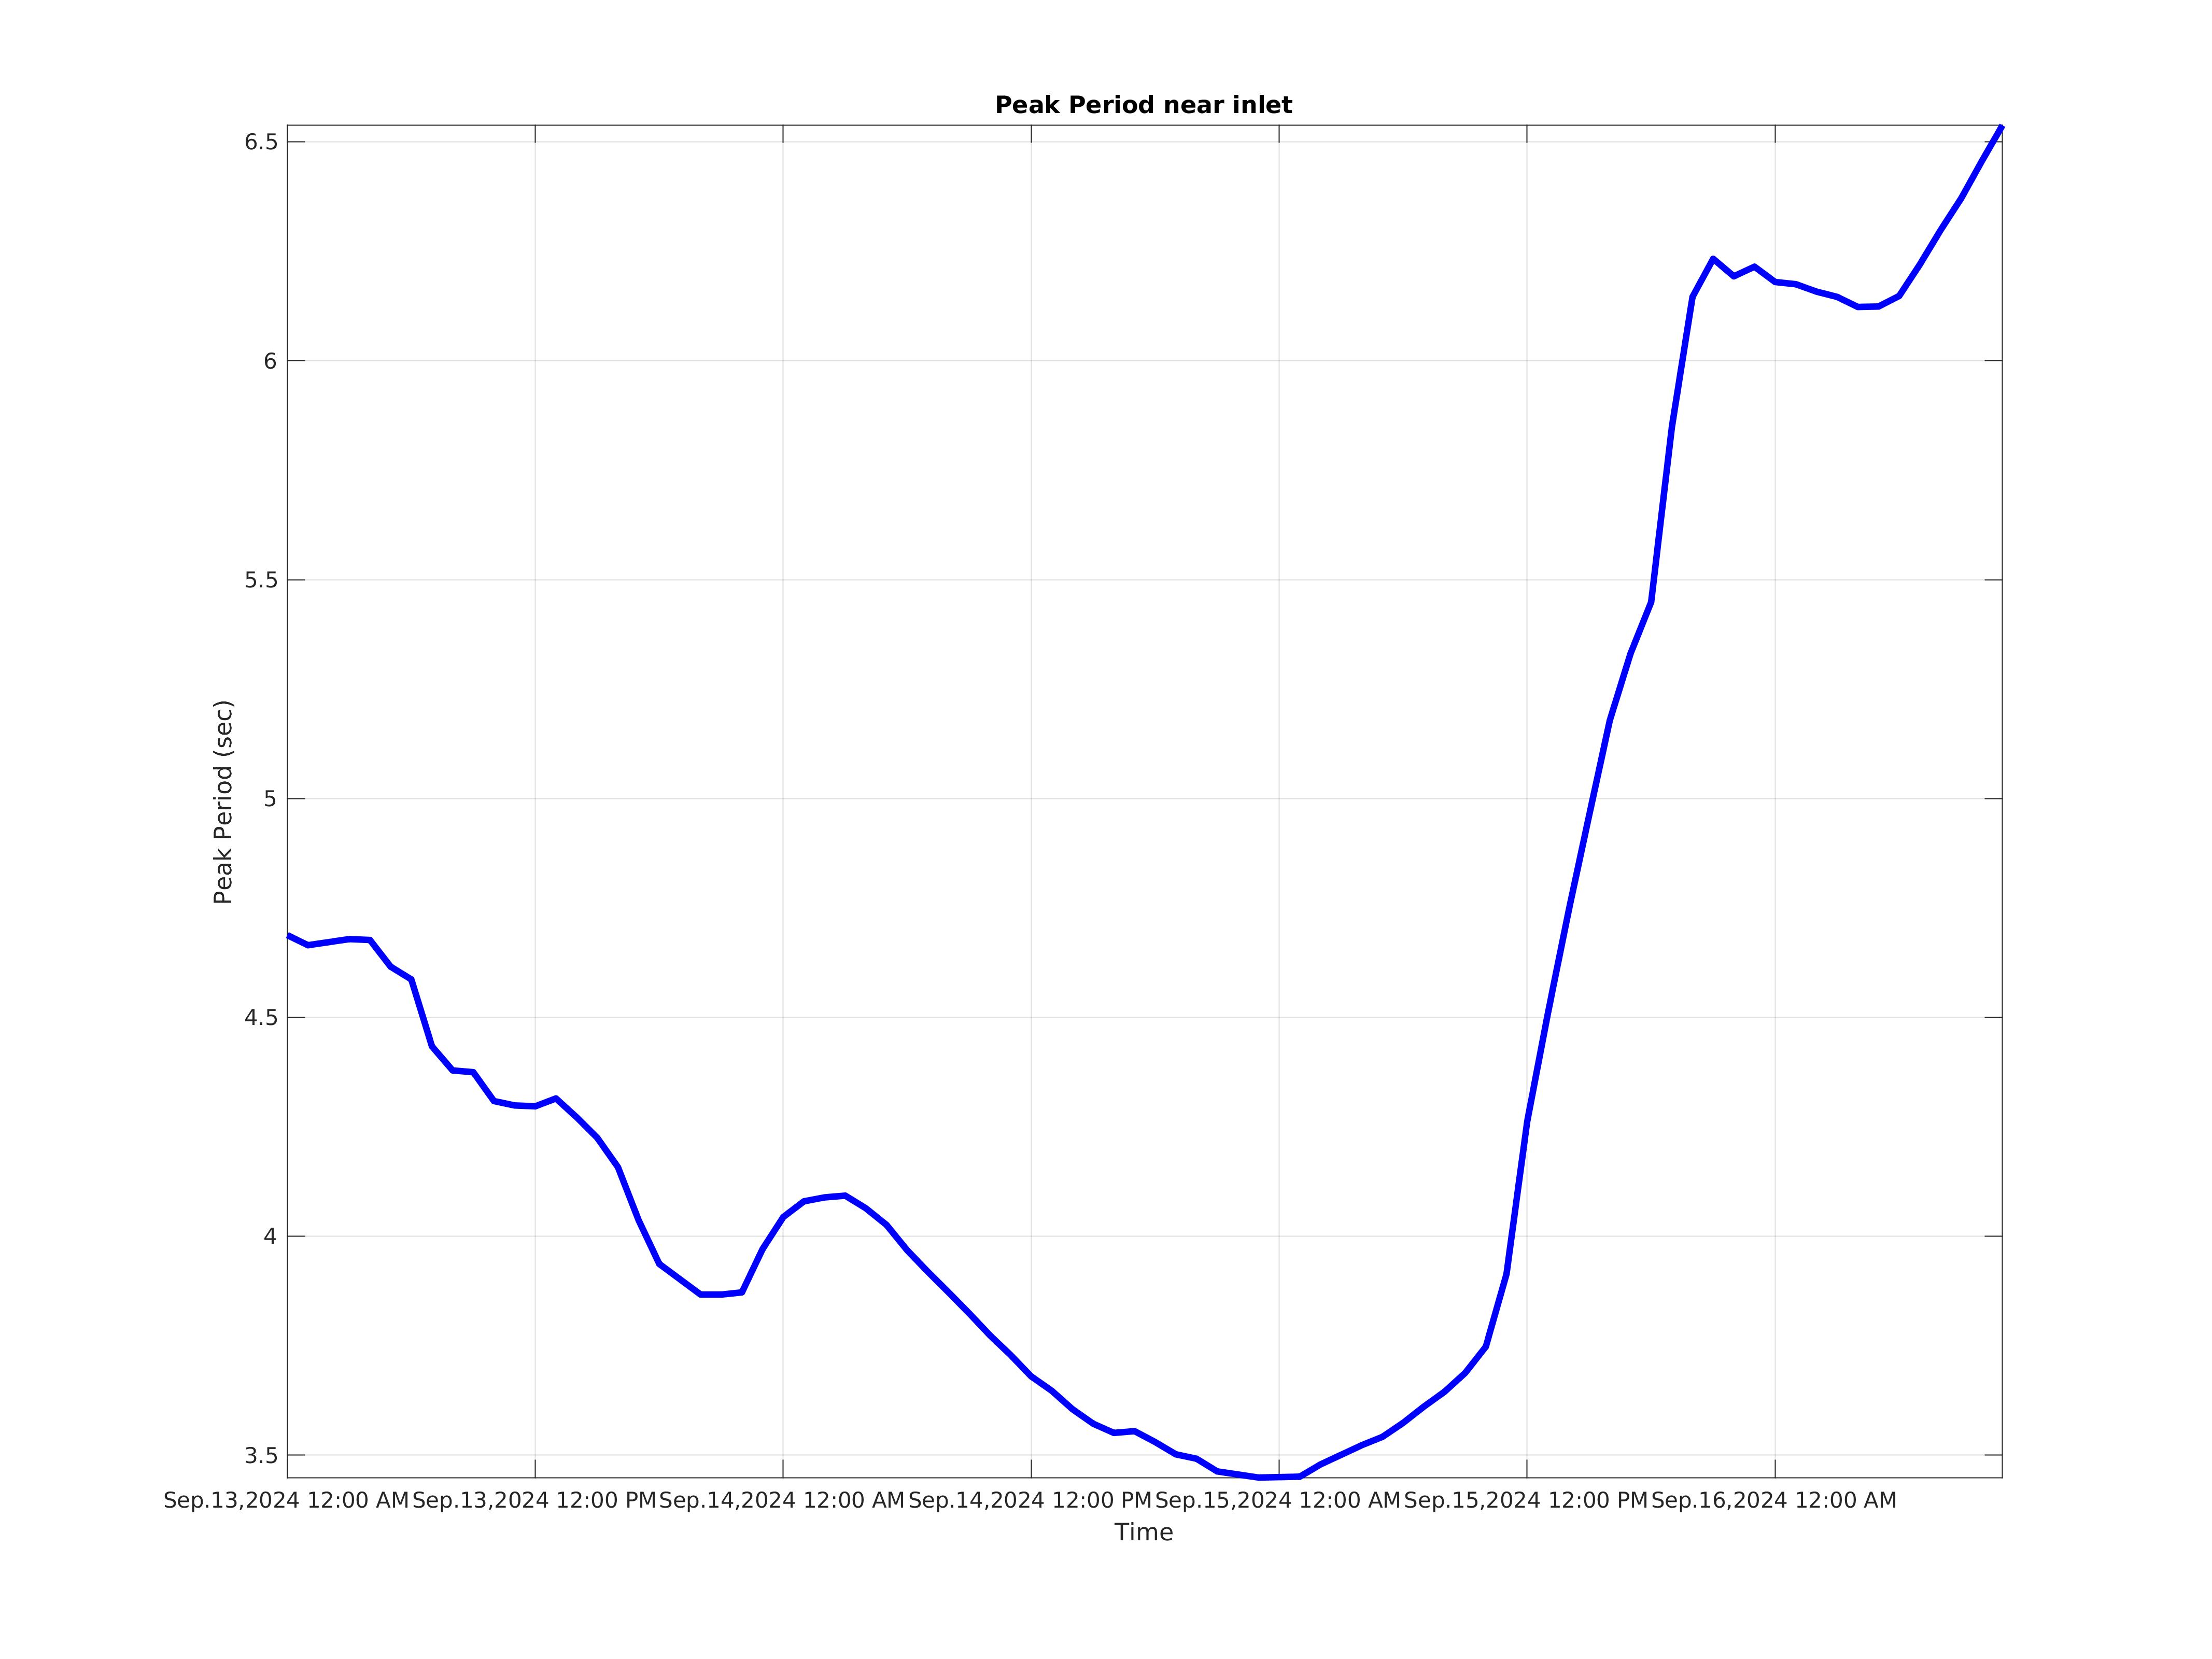 Peak Period near inlet
6.5
6
5.5
5
4.5
4
3.5
Peak Period (sec)
Sep.13,2024 12:00 AM Sep.13,2024 12:00 PM Sep.14,2024 12:00 AM Sep.14,2024 12:00 PM Sep.15,2024 12:00 AM Sep.15,2024 12:00 PM Sep.16,2024 12:00 AM
Time